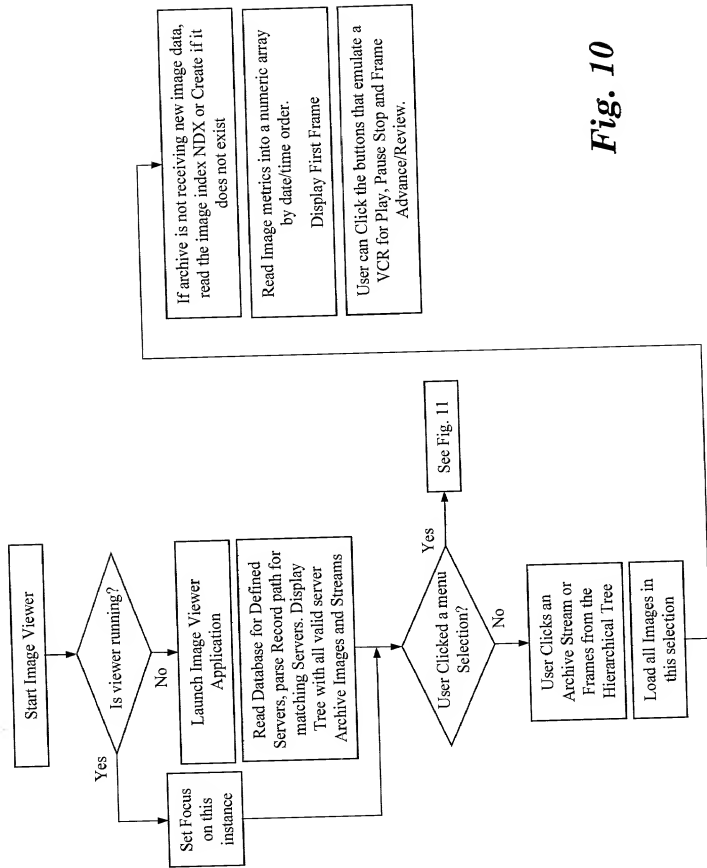 Start Image Viewer
Is viewer running?
Yes
No
Set Focus
on this
instance
Launch Image Viewer
Application
Read Database for Defined
Servers, parse Record path for
matching Servers. Display
Tree with all valid server
Archive Images and Streams
User Clicked a menu
Selection?
Yes
See Fig. 11
No
User Clicks an
Archive Stream or
Frames from the
Hierarchical Tree
Load all Images in
this selection
If archive is not receiving new image data,
read the image index NDX or Create if it
does not exist
Read Image metrics into a numeric array
by date/time order.
Display First Frame
User can Click the buttons that emulate a
VCR for Play, Pause Stop and Frame
Advance/Review.
Fig. 10